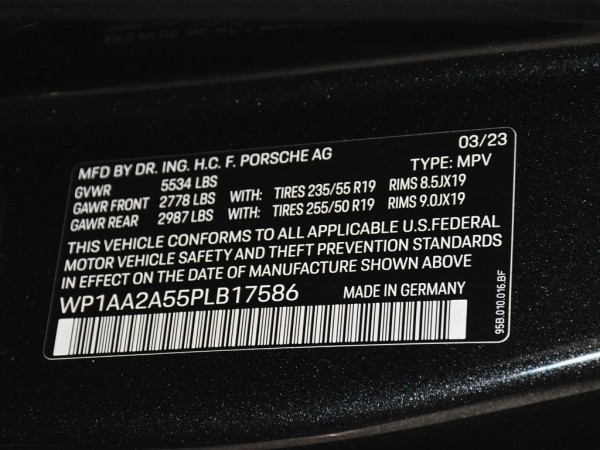 03/23
MFD BY DR. ING. H.C. F. PORSCHE AG TYPE: MPV
GVWR 5534 LBS
GAWR FRONT 2778 LBS WITH: TIRES 235/55 R19 RIMS 8.5JX19
GAWR REAR 2987 LBS WITH: TIRES 255/50 R19 RIMS 9.0JX19
THIS VEHICLE CONFORMS TO ALL APPLICABLE U.S.FEDERAL
MOTOR VEHICLE SAFETY AND THEFT PREVENTION STANDARDS
IN EFFECT ON THE DATE OF MANUFACTURE SHOWN ABOVE.
WP1AA2A55PLB17586 MADE IN GERMANY
95B.010.016.BF